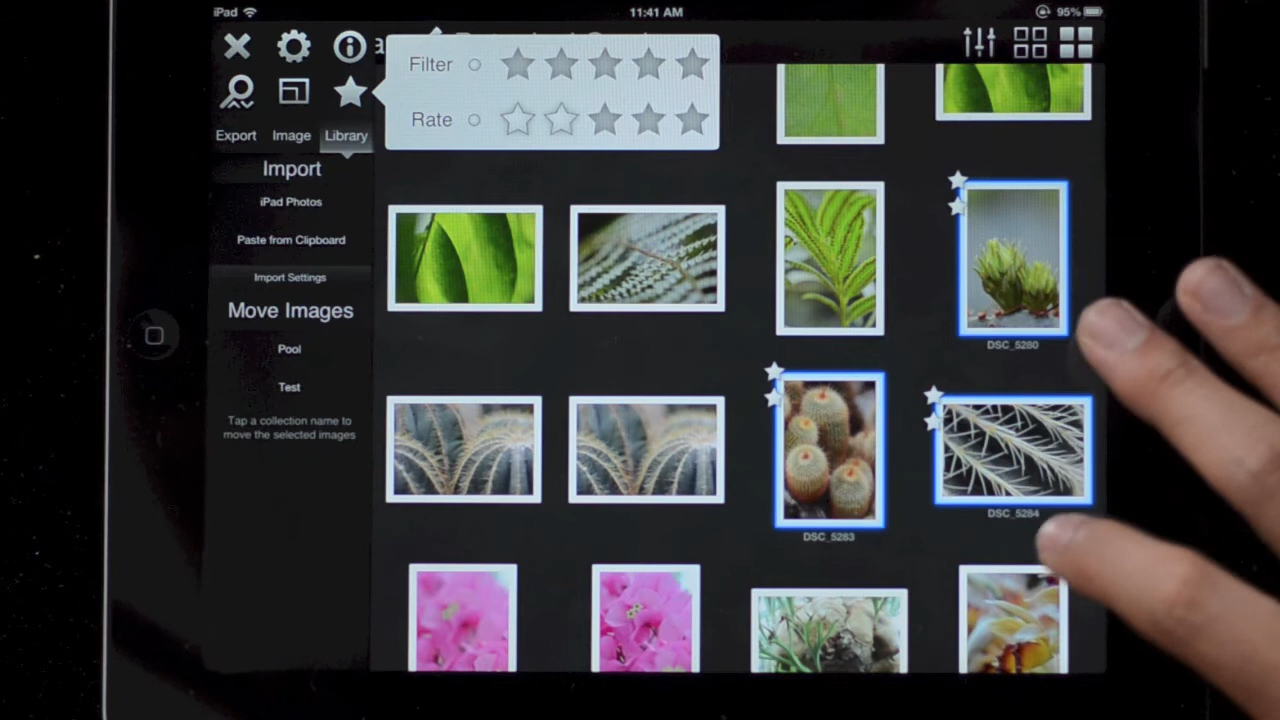 iPad
11:41 AM
95%
Filter
Rate
Export
Image
Library
Import
iPad Photos
Paste from Clipboard
Import Settings
Move Images
Pool
Test
Tap a collection name to
move the selected images
DSC_5280
DSC_5283
DSC_5284